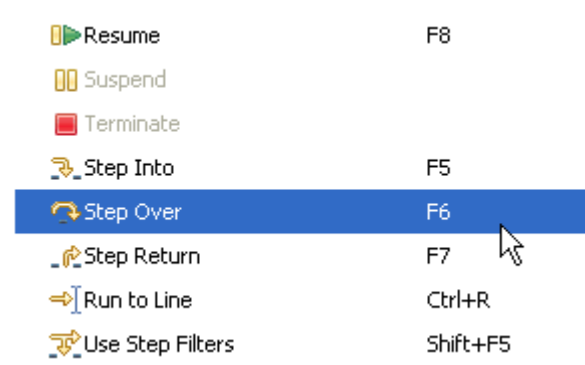 Resume F8
Suspend
Terminate
Step Into F5
Step Over F6
Step Return F7
Run to Line Ctrl+R
Use Step Filters Shift+F5